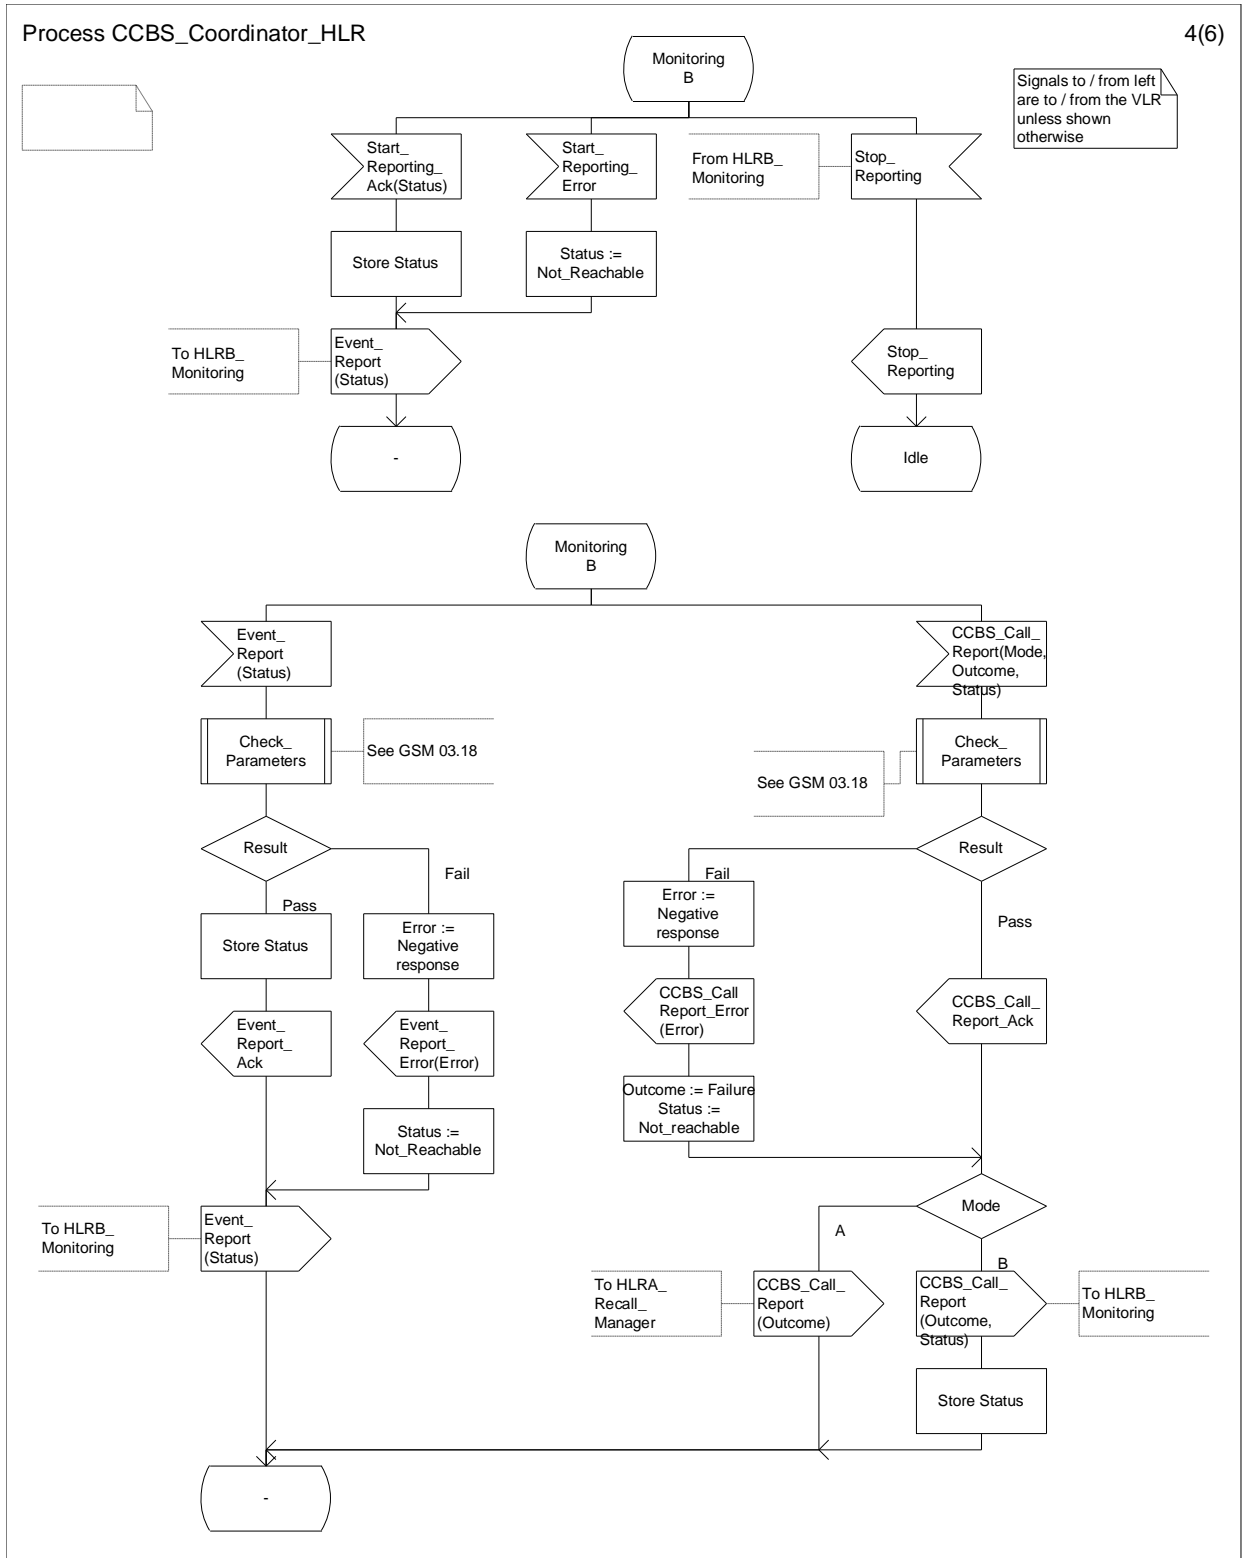 Process CCBS_Coordinator_HLR
4(6)
Monitoring
B
Signals to / from left
are to / from the VLR
unless shown
otherwise
Start_
Reporting_
Ack(Status)
Start_
Reporting_
Error
From HLRB_
Monitoring
Stop_
Reporting
Store Status
Status :=
Not_Reachable
To HLRB_
Monitoring
Event_
Report
(Status)
Stop_
Reporting
-
Idle
Monitoring
B
Event_
Report
(Status)
CCBS_Call_
Report(Mode,
Outcome,
Status)
Check_
Parameters
See GSM 03.18
Check_
Parameters
See GSM 03.18
Result
Result
Fail
Fail
Pass
Pass
Store Status
Error :=
Negative
response
Error :=
Negative
response
Event_
Report_
Ack
Event_
Report_
Error(Error)
CCBS_Call
Report_Error
(Error)
CCBS_Call_
Report_Ack
Status :=
Not_Reachable
Outcome := Failure
Status :=
Not_reachable
To HLRB_
Monitoring
Event_
Report
(Status)
Mode
A
B
To HLRA_
Recall_
Manager
CCBS_Call_
Report
(Outcome)
CCBS_Call_
Report
(Outcome,
Status)
To HLRB_
Monitoring
Store Status
-